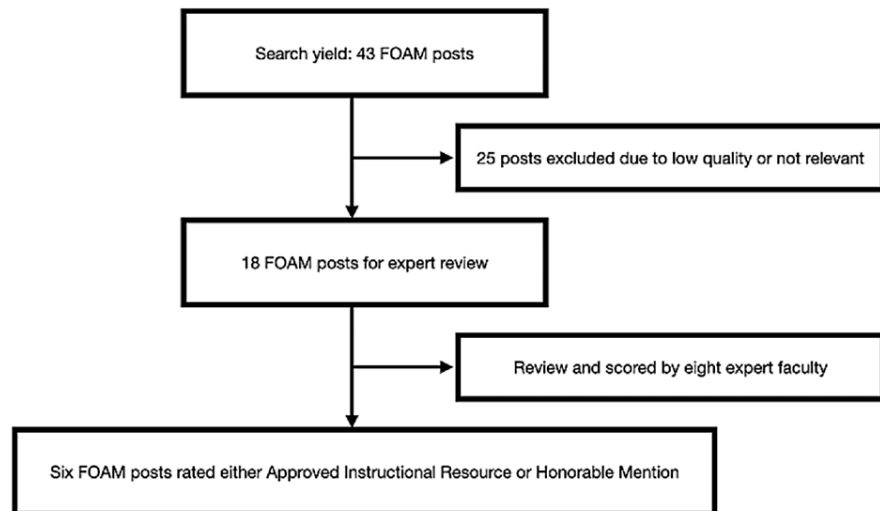 Search yield: 43 FOAM posts
25 posts excluded due to low quality or not relevant
18 FOAM posts for expert review
Review and scored by eight expert faculty
Six FOAM posts rated either Approved Instructional Resource or Honorable Mention